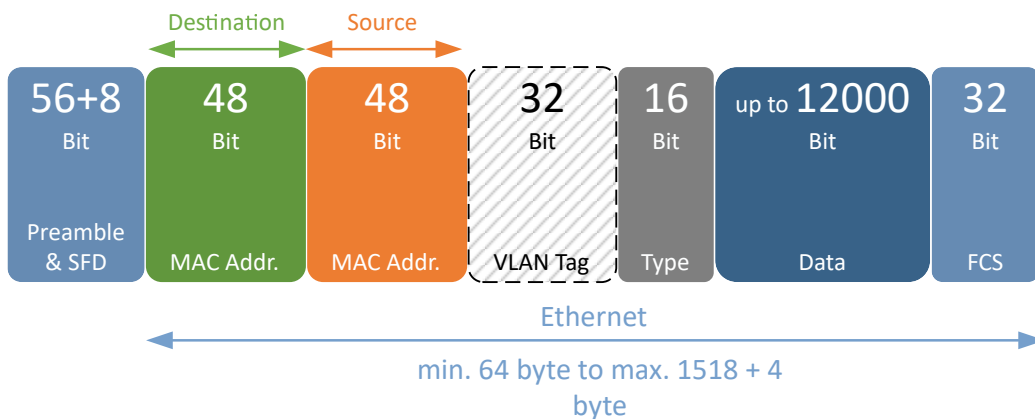 Destination
Source
56+8
Bit
Preamble
& SFD
48
Bit
MAC Addr.
48
Bit
MAC Addr.
32
Bit
VLAN Tag
16
Bit
Type
up to 12000
Bit
Data
32
Bit
FCS
Ethernet
min. 64 byte to max. 1518 + 4
byte